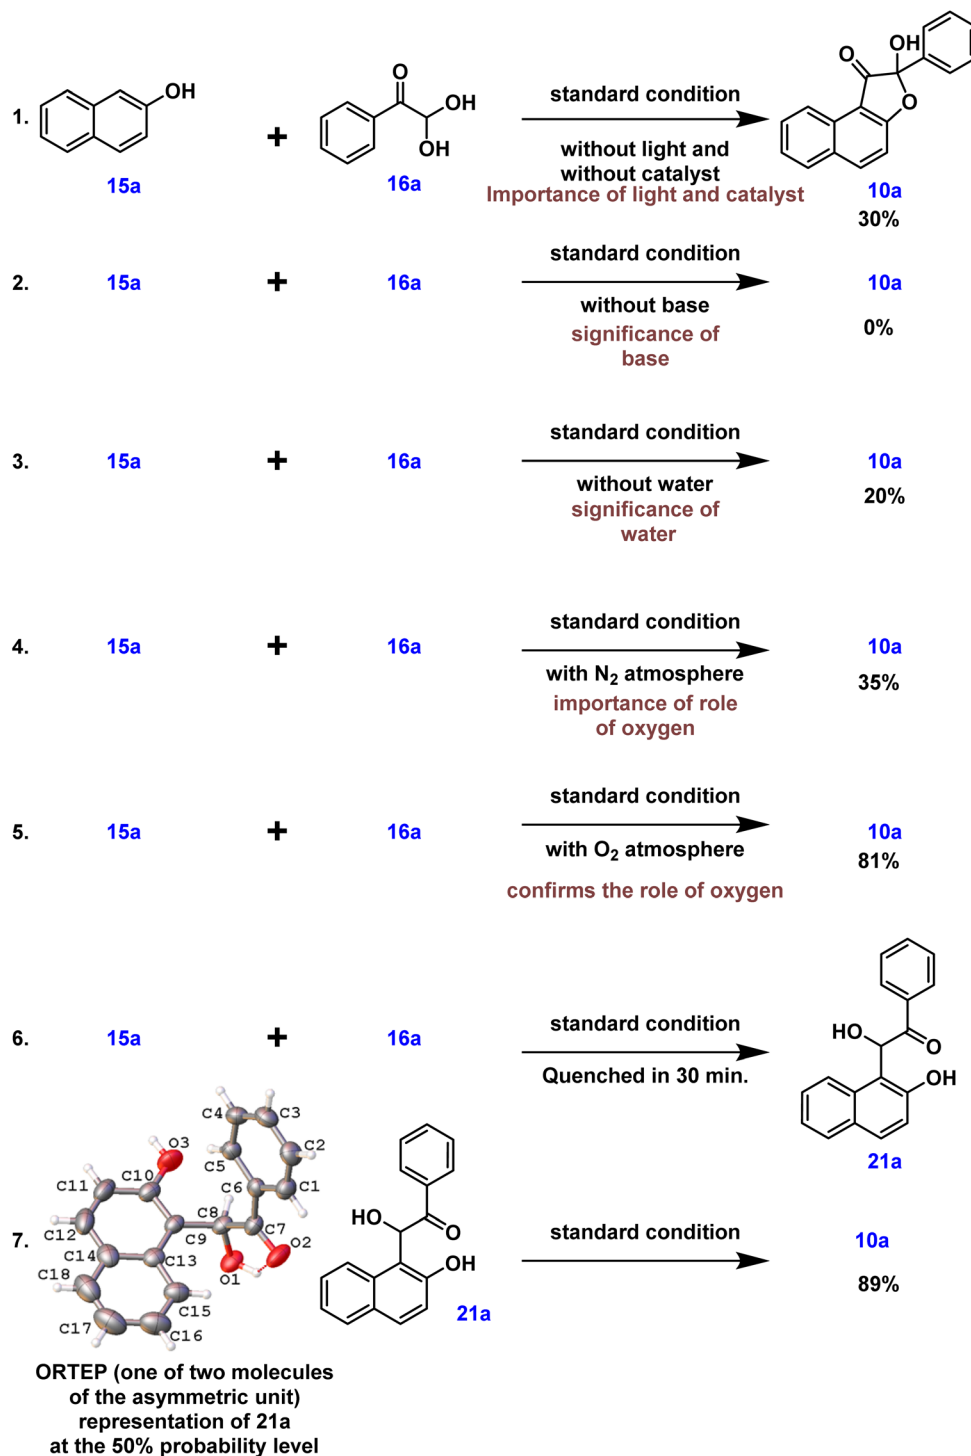 1.
OH
15a
+
O
OH
OH
16a
standard condition
without light and
without catalyst
Importance of light and catalyst
O
OH
O
10a
30%
2.
15a
+
16a
standard condition
without base
significance of
base
10a
0%
3.
15a
+
16a
standard condition
without water
significance of
water
10a
20%
4.
15a
+
16a
standard condition
with N2 atmosphere
importance of role
of oxygen
10a
35%
5.
15a
+
16a
standard condition
with O2 atmosphere
confirms the role of oxygen
10a
81%
6.
15a
+
16a
standard condition
Quenched in 30 min.
HO
O
OH
21a
7.
C4
C3
O3
C5
C2
C10
C11
C6
C1
C8
C12
C9
C7
C14
C13
O2
C18
O1
C15
C17
C16
HO
O
OH
21a
standard condition
10a
89%
ORTEP (one of two molecules
of the asymmetric unit)
representation of 21a
at the 50% probability level